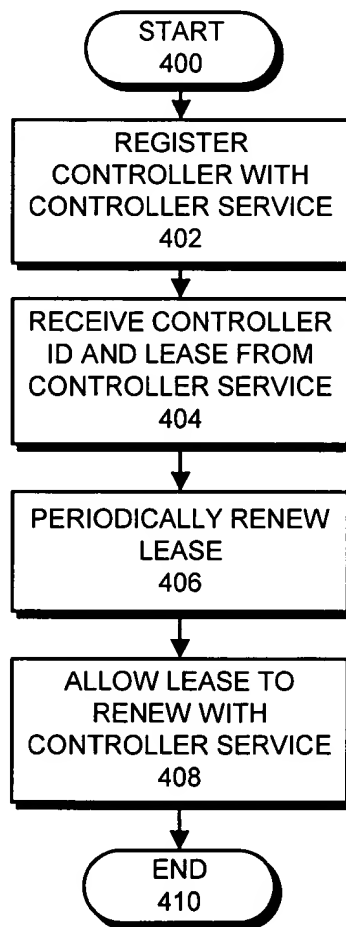 START
400
REGISTER
CONTROLLER WITH
CONTROLLER SERVICE
402
RECEIVE CONTROLLER
ID AND LEASE FROM
CONTROLLER SERVICE
404
PERIODICALLY RENEW
LEASE
406
ALLOW LEASE TO
RENEW WITH
CONTROLLER SERVICE
408
END
410